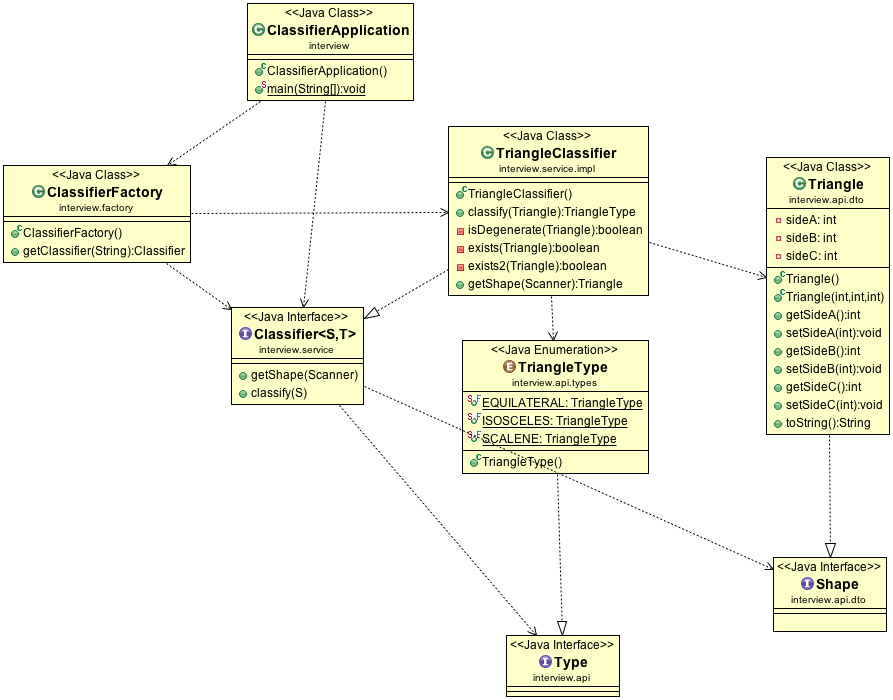 <<Java Class>>
ClassifierApplication
interview
ClassifierApplication()
main(String[]):void
<<Java Class>>
ClassifierFactory
interview.factory
ClassifierFactory()
getClassifier(String):Classifier
<<Java Class>>
TriangleClassifier
interview.service.impl
TriangleClassifier()
classify(Triangle):TriangleType
isDegenerate(Triangle):boolean
exists(Triangle):boolean
exists2(Triangle):boolean
getShape(Scanner):Triangle
<<Java Class>>
Triangle
interview.api.dto
sideA: int
sideB: int
sideC: int
Triangle()
Triangle(int,int,int)
getSideA():int
setSideA(int):void
getSideB():int
setSideB(int):void
getSideC():int
setSideC(int):void
toString():String
<<Java Interface>>
Classifier<S,T>
interview.service
getShape(Scanner)
classify(S)
<<Java Enumeration>>
TriangleType
interview.api.types
EQUILATERAL: TriangleType
ISOSCELES: TriangleType
SCALENE: TriangleType
TriangleType()
<<Java Interface>>
Shape
interview.api.dto
<<Java Interface>>
Type
interview.api